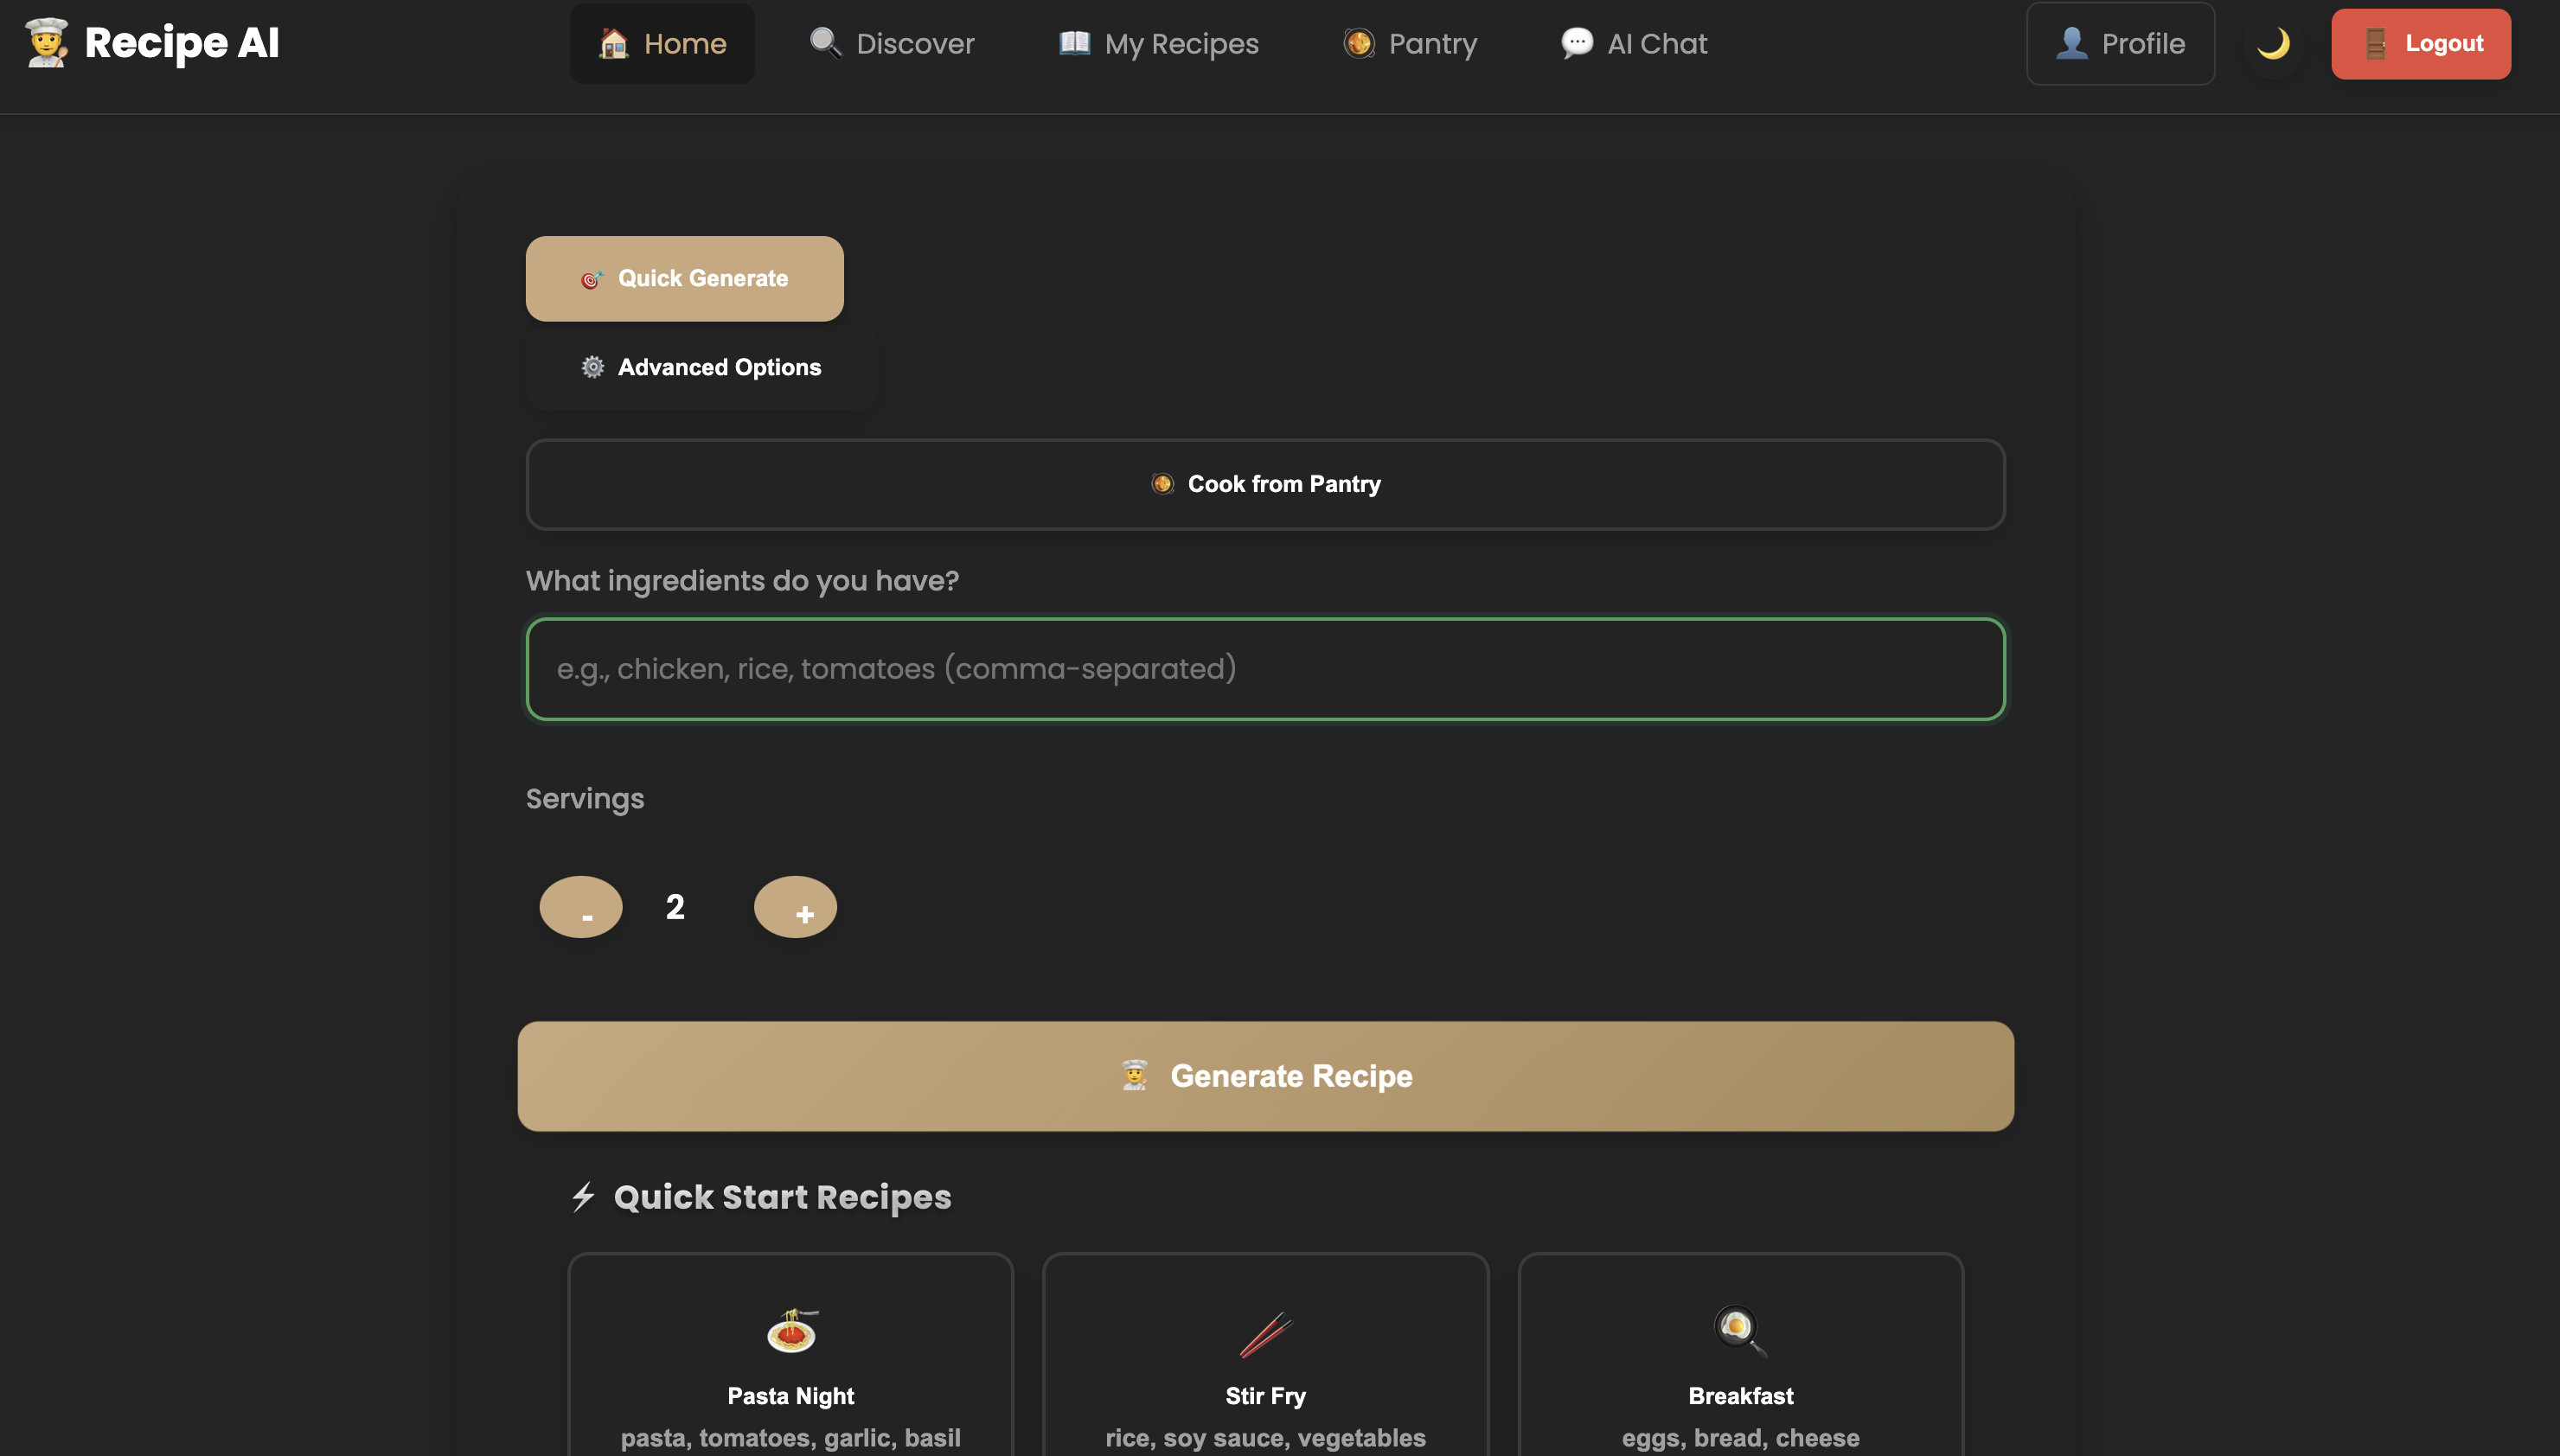 Recipe AI
Home
Discover
My Recipes
Pantry
AI Chat
Profile
Logout
Quick Generate
Advanced Options
Cook from Pantry
What ingredients do you have?
e.g., chicken, rice, tomatoes (comma-separated)
Servings
- 2 +
Generate Recipe
Quick Start Recipes
Pasta Night
pasta, tomatoes, garlic, basil
Stir Fry
rice, soy sauce, vegetables
Breakfast
eggs, bread, cheese